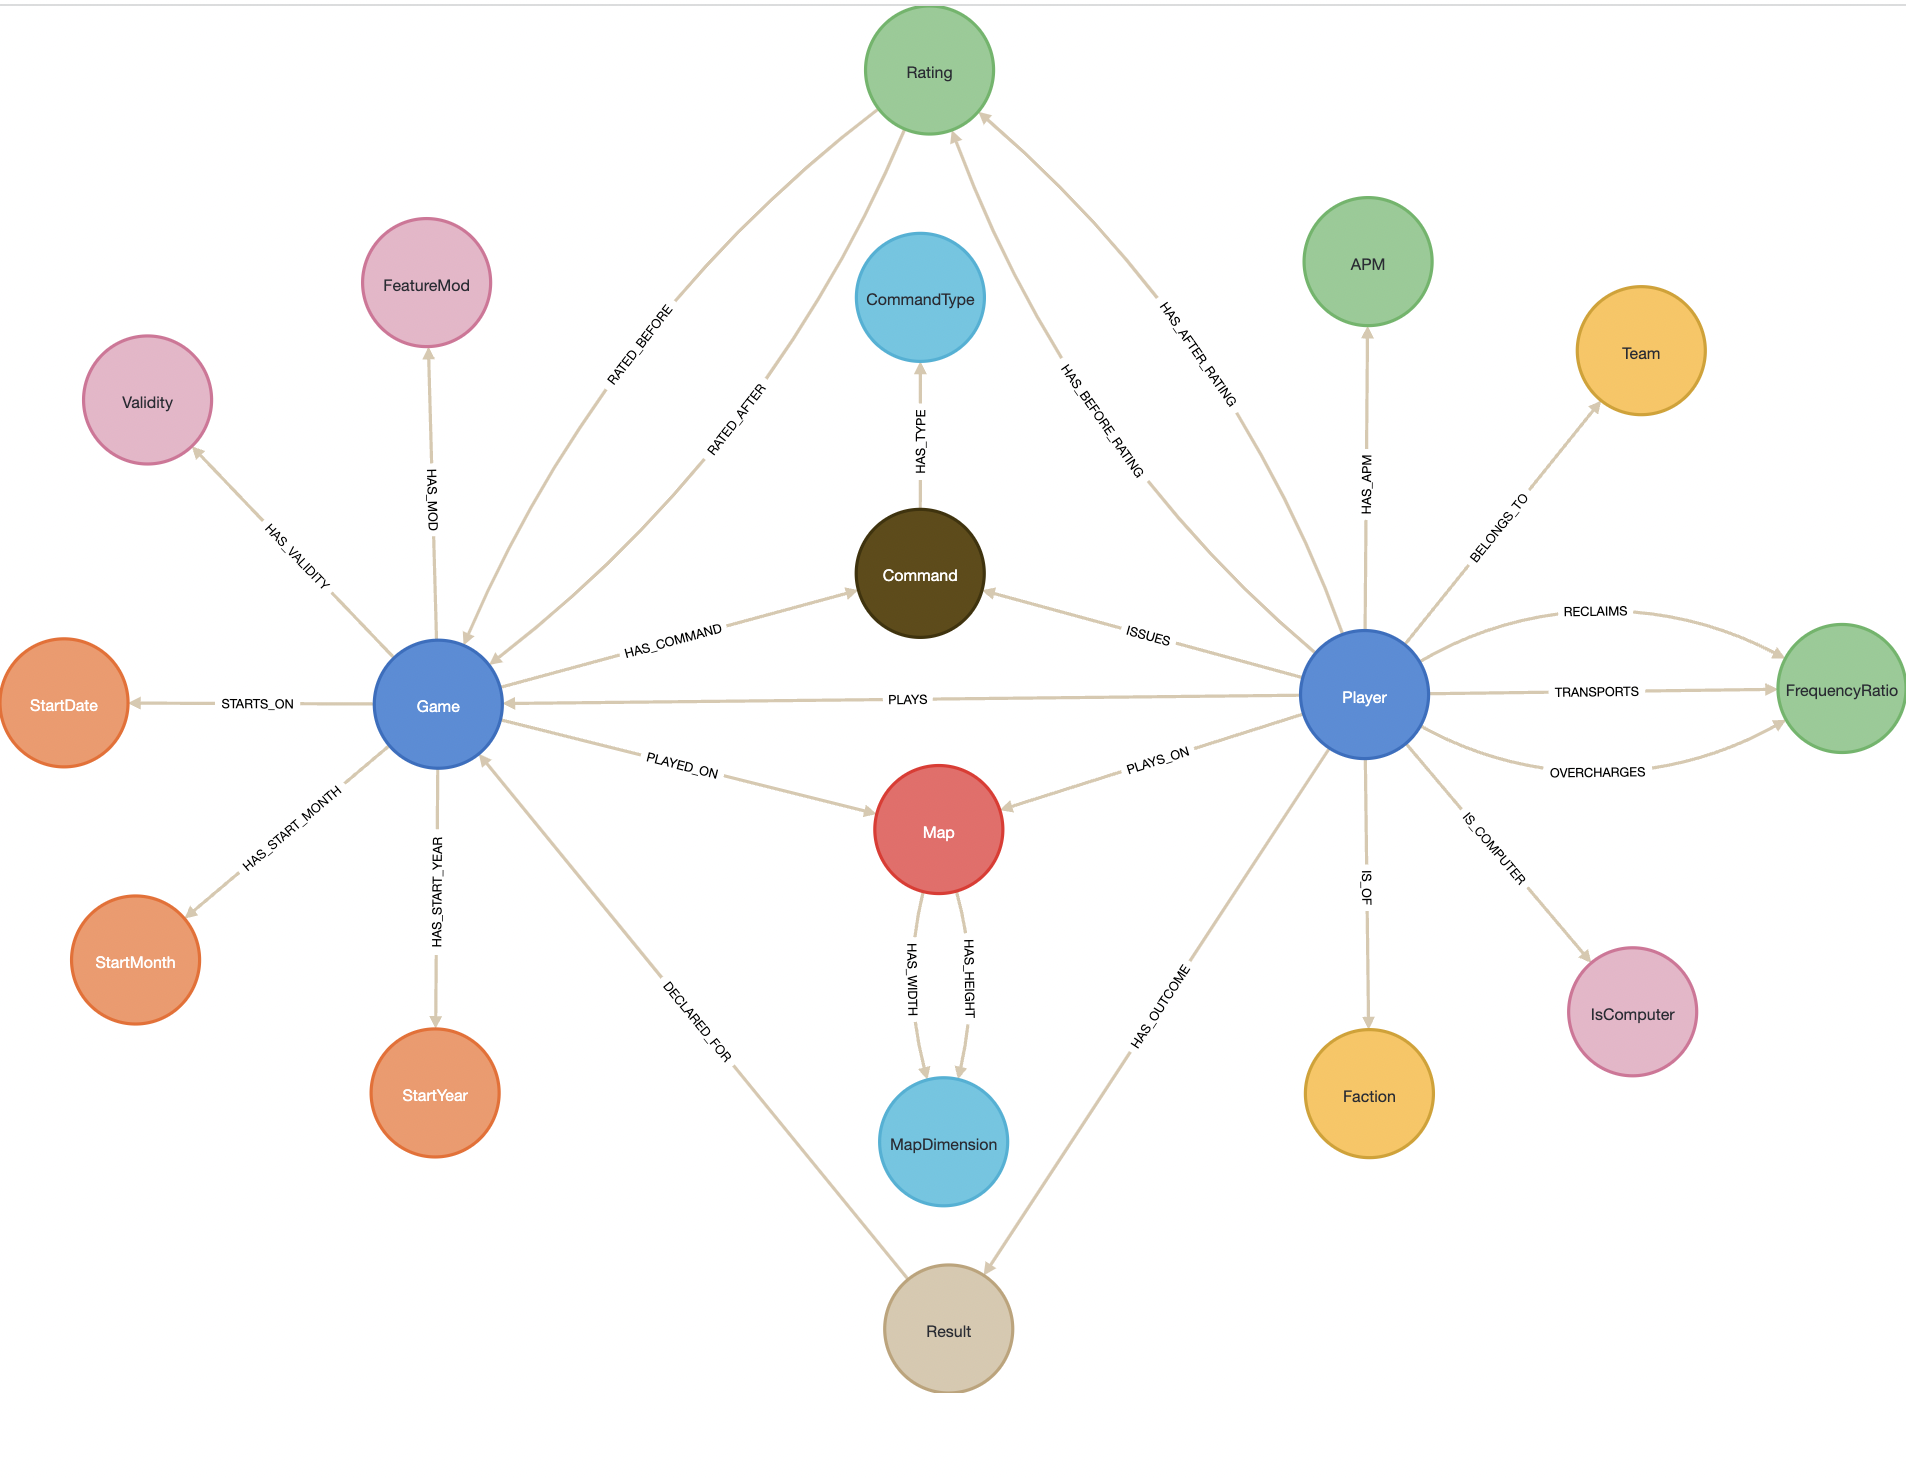 Rating
FeatureMod
CommandType
APM
Team
Validity
RATED_BEFORE
RATED_AFTER
HAS_BEFORE_RATING
HAS_AFTER_RATING
HAS_TYPE
HAS_MOD
HAS_APM
BELONGS_TO
HAS_VALIDITY
Command
HAS_COMMAND
ISSUES
RECLAIMS
StartDate
STARTS_ON
Game
PLAYS
Player
TRANSPORTS
FrequencyRatio
PLAYED_ON
PLAYS_ON
OVERCHARGES
HAS_START_MONTH
HAS_START_YEAR
Map
IS_OF
IS_COMPUTER
StartMonth
HAS_WIDTH
HAS_HEIGHT
DECLARED_FOR
HAS_OUTCOME
IsComputer
StartYear
MapDimension
Faction
Result